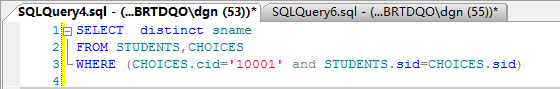 SQLQuery4.sql - (...BRTDQO\dgn (53))* SQLQuery6.sql - (...BRTDQO\dgn (55))*
1 SELECT distinct sname
2 FROM STUDENTS,CHOICES
3 WHERE (CHOICES.cid='10001' and STUDENTS.sid=CHOICES.sid)
4